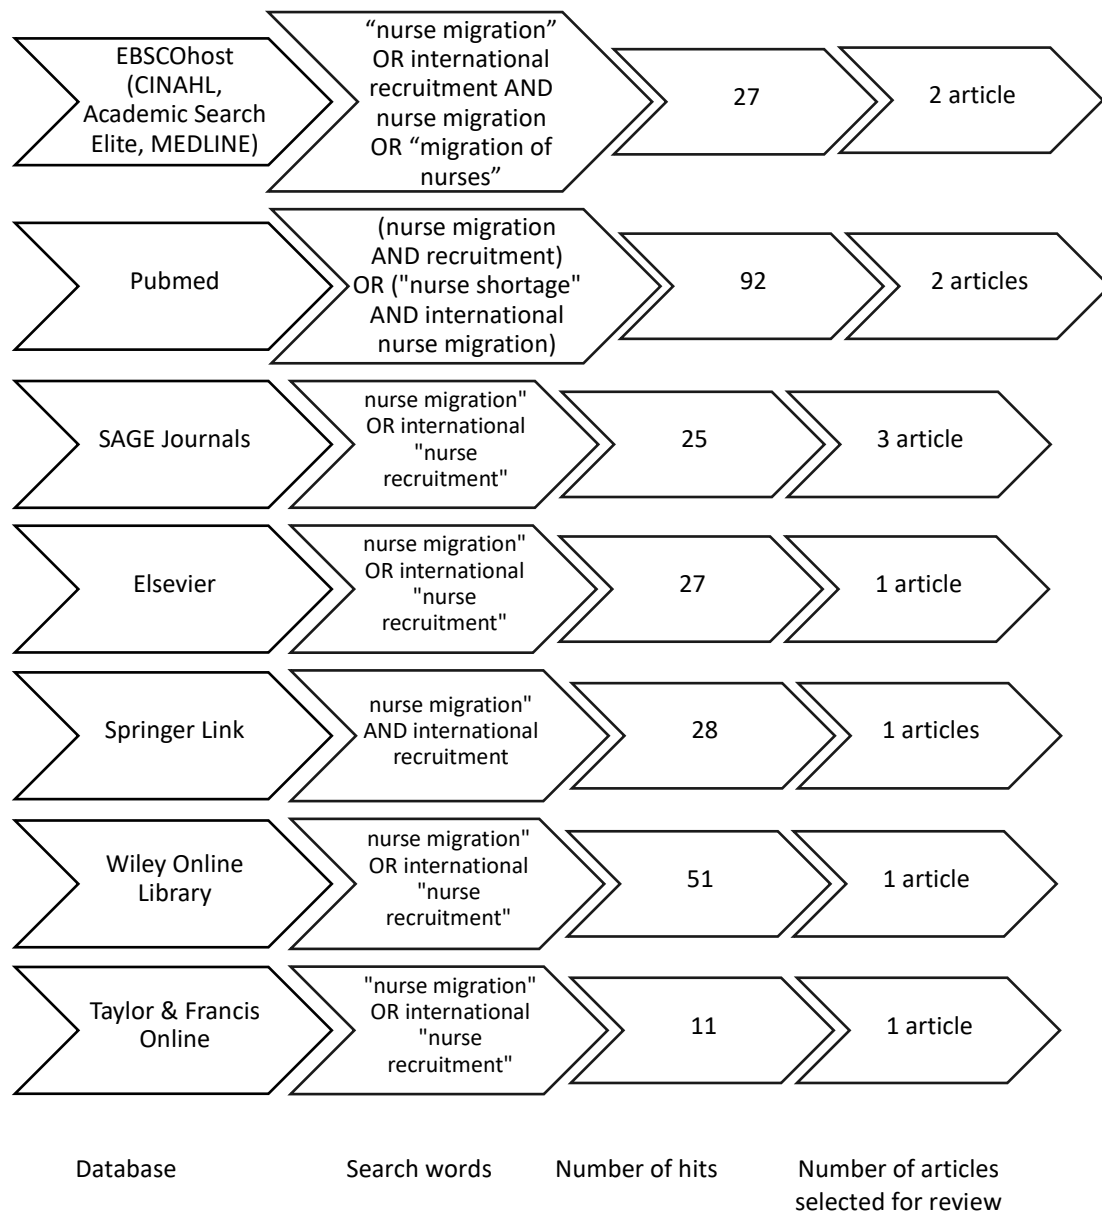 EBSCOhost
(CINAHL,
Academic Search
Elite, MEDLINE)
“nurse migration”
OR international
recruitment AND
nurse migration
OR “migration of
nurses”
27
2 article
Pubmed
(nurse migration
AND recruitment)
OR ("nurse shortage"
AND international
nurse migration)
92
2 articles
SAGE Journals
nurse migration"
OR international
"nurse
recruitment"
25
3 article
Elsevier
nurse migration"
OR international
"nurse
recruitment"
27
1 article
Springer Link
nurse migration"
AND international
recruitment
28
1 articles
Wiley Online
Library
nurse migration"
OR international
"nurse
recruitment"
51
1 article
Taylor & Francis
Online
"nurse migration"
OR international
"nurse
recruitment"
11
1 article
Database
Search words
Number of hits
Number of articles
selected for review